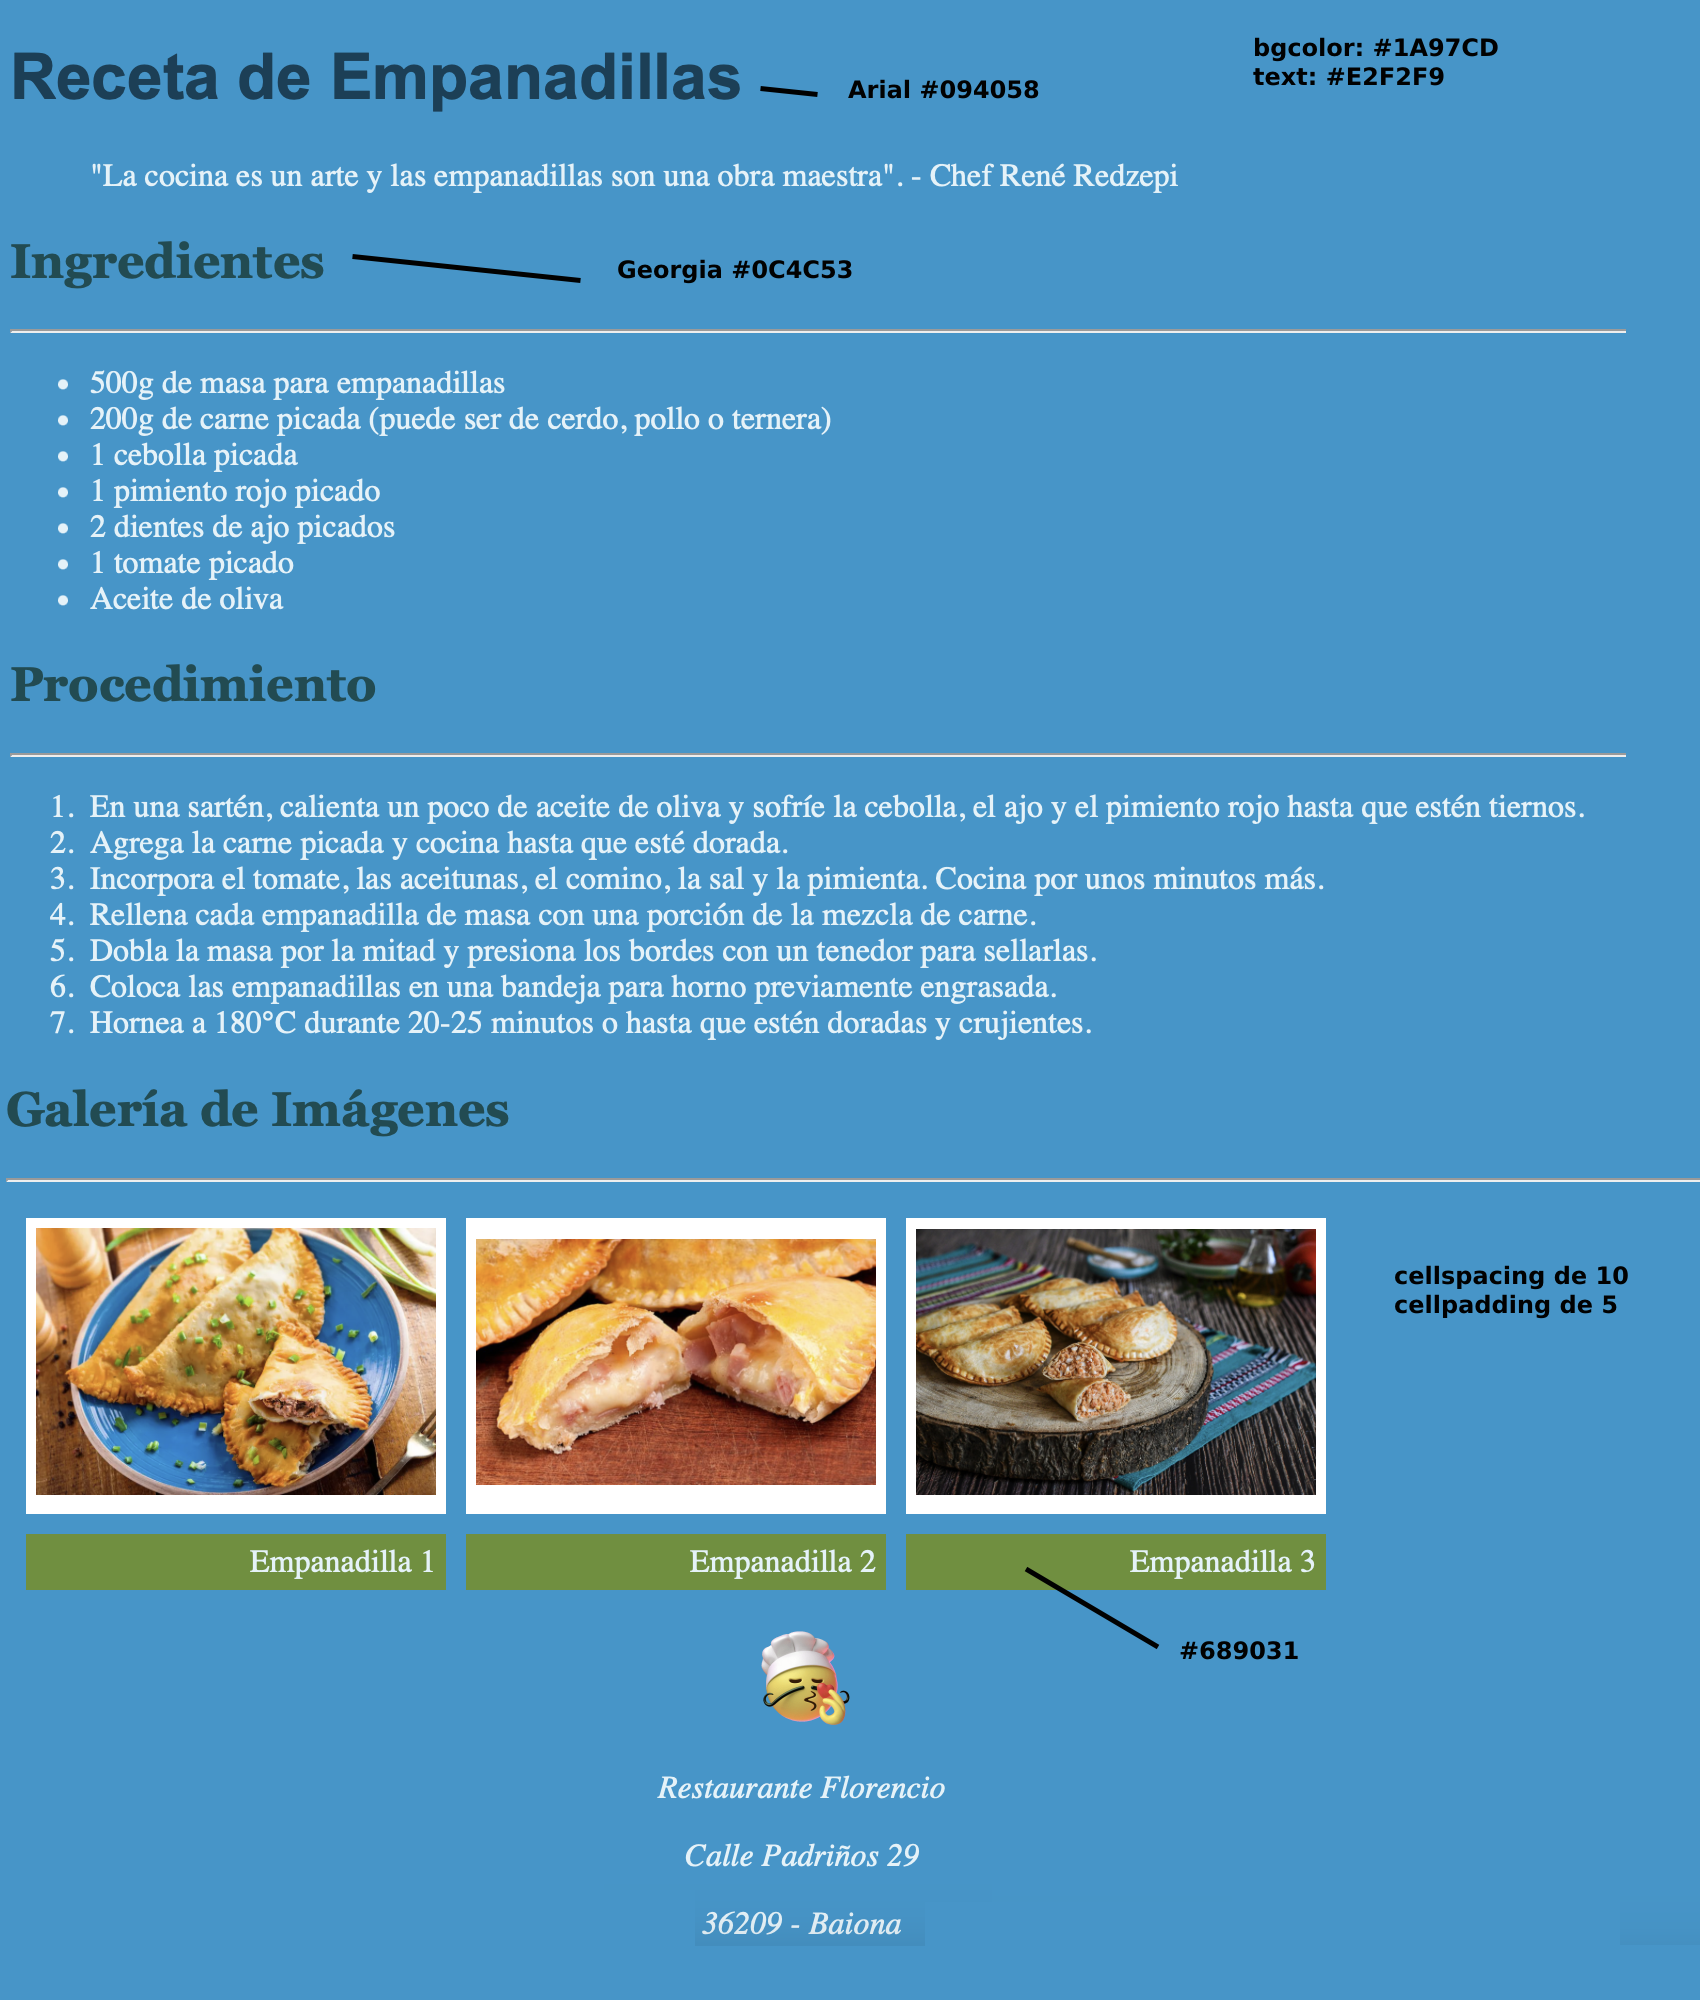 Receta de Empanadillas
Arial #094058
bgcolor: #1A97CD
text: #E2F2F9
"La cocina es un arte y las empanadillas son una obra maestra". - Chef René Redzepi
Ingredientes
Georgia #0C4C53
• 500g de masa para empanadillas
• 200g de carne picada (puede ser de cerdo, pollo o ternera)
• 1 cebolla picada
• 1 pimiento rojo picado
• 2 dientes de ajo picados
• 1 tomate picado
• Aceite de oliva
Procedimiento
1. En una sartén, calienta un poco de aceite de oliva y sofríe la cebolla, el ajo y el pimiento rojo hasta que estén tiernos.
2. Agrega la carne picada y cocina hasta que esté dorada.
3. Incorpora el tomate, las aceitunas, el comino, la sal y la pimienta. Cocina por unos minutos más.
4. Rellena cada empanadilla de masa con una porción de la mezcla de carne.
5. Dobla la masa por la mitad y presiona los bordes con un tenedor para sellarlas.
6. Coloca las empanadillas en una bandeja para horno previamente engrasada.
7. Hornea a 180°C durante 20-25 minutos o hasta que estén doradas y crujientes.
Galería de Imágenes
cellspacing de 10
cellpadding de 5
Empanadilla 1
Empanadilla 2
Empanadilla 3
#689031
Restaurante Florencio
Calle Padriños 29
36209 - Baiona